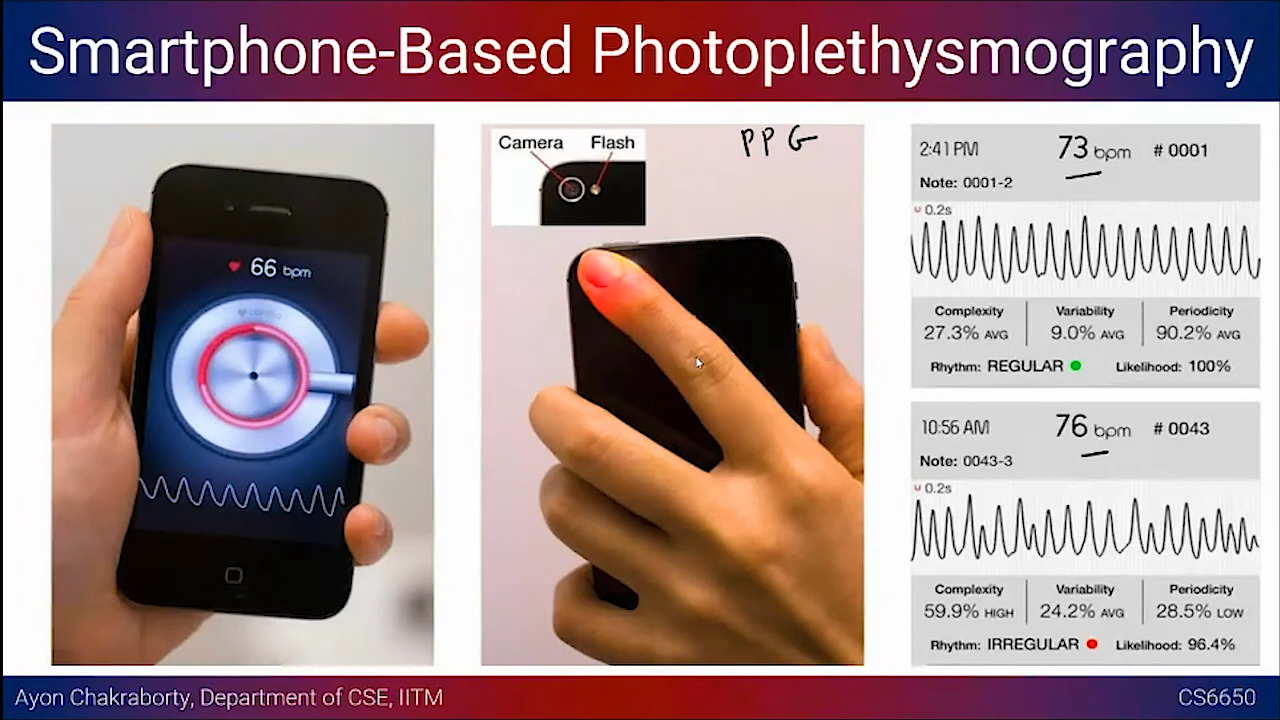 Smartphone-Based Photoplethysmography
66 bpm
Camera Flash
PPG
2:41 PM 73 bpm # 0001
Note: 0001-2
0.2s
Complexity Variability Periodicity
27.3% AVG 9.0% AVG 90.2% AVG
Rhythm: REGULAR Likelihood: 100%
10:56 AM 76 bpm # 0043
Note: 0043-3
0.2s
Complexity Variability Periodicity
59.9% HIGH 24.2% AVG 28.5% LOW
Rhythm: IRREGULAR Likelihood: 96.4%
Ayon Chakraborty, Department of CSE, IITM CS6650